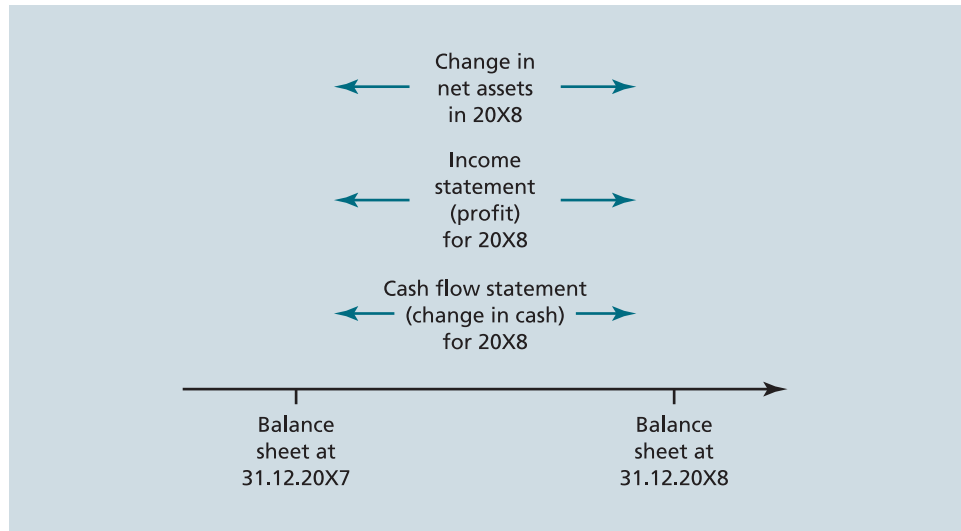 Change in
net assets
in 20X8
Income
statement
(profit)
for 20X8
Cash flow statement
(change in cash)
for 20X8
Balance
sheet at
31.12.20X7
Balance
sheet at
31.12.20X8